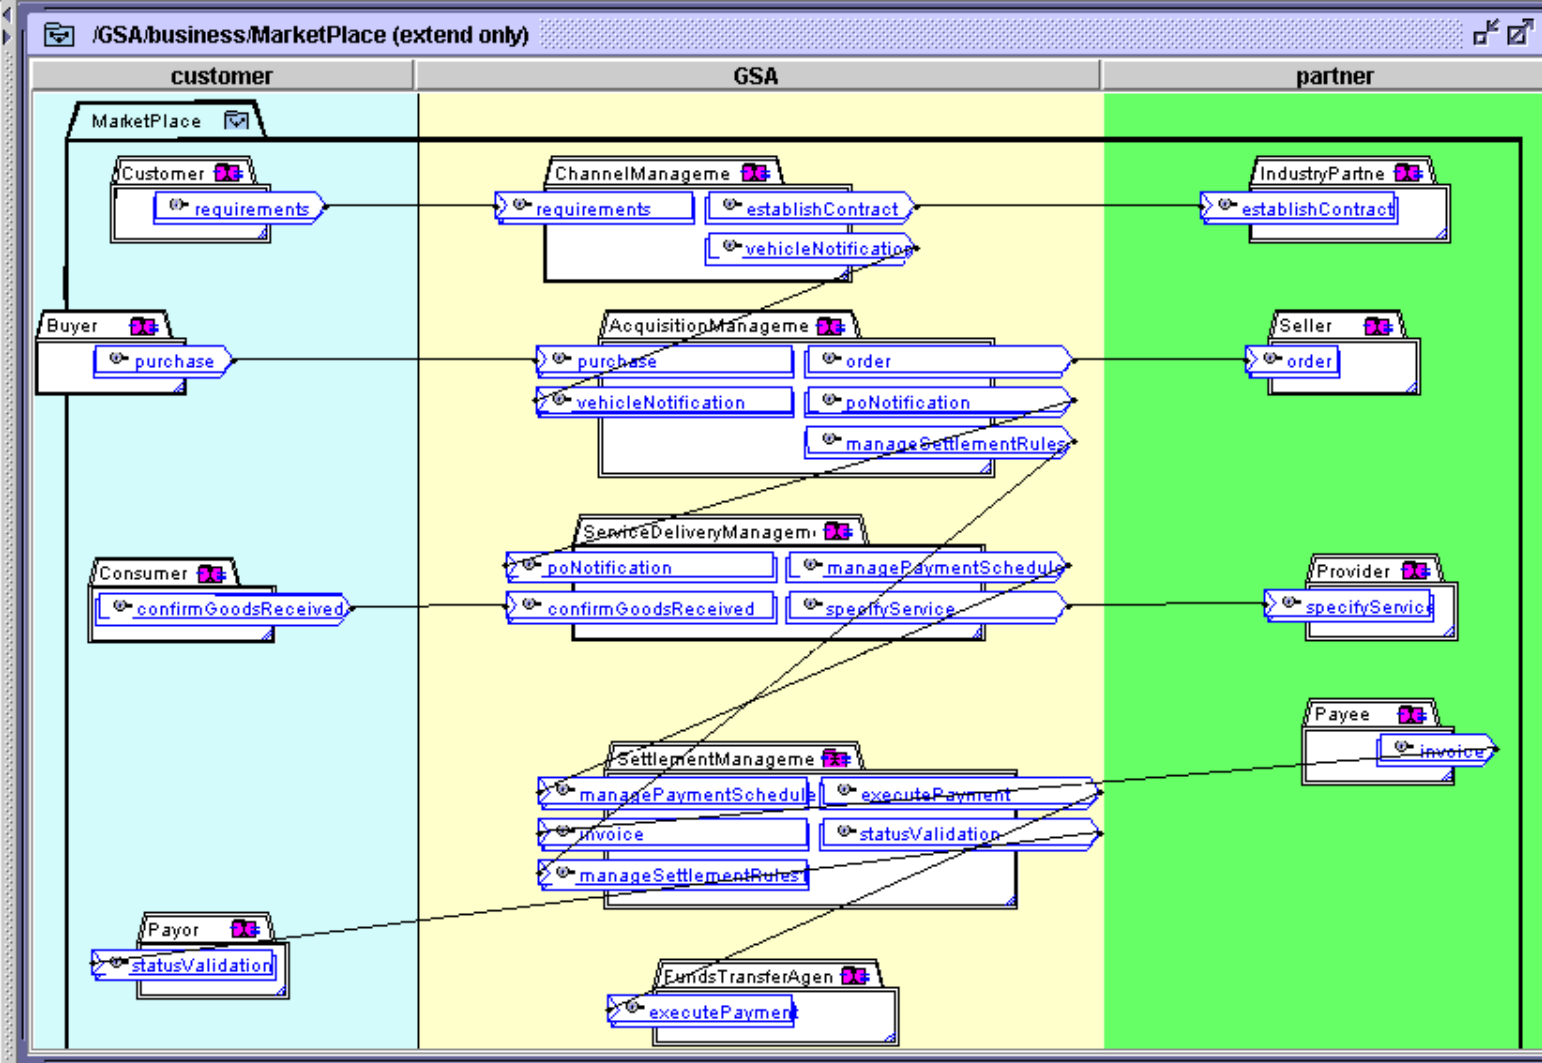 /GSA/business/MarketPlace (extend only)
customer GSA partner
MarketPlace
Customer ChannelManageme IndustryPartne
requirements requirements establishContract establishContract
vehicleNotification
Buyer AcquisitionManageme Seller
purchase purchase order order
vehicleNotification poNotification
manageSettlementRules
ServiceDeliveryManagem
Consumer poNotification managePaymentSchedule Provider
confirmGoodsReceived confirmGoodsReceived specifyService specifyService
Payee
invoice
SettlementManageme
managePaymentSchedule executePayment
invoice statusValidation
manageSettlementRules
Payor
statusValidation
FundsTransferAgen
executePayment